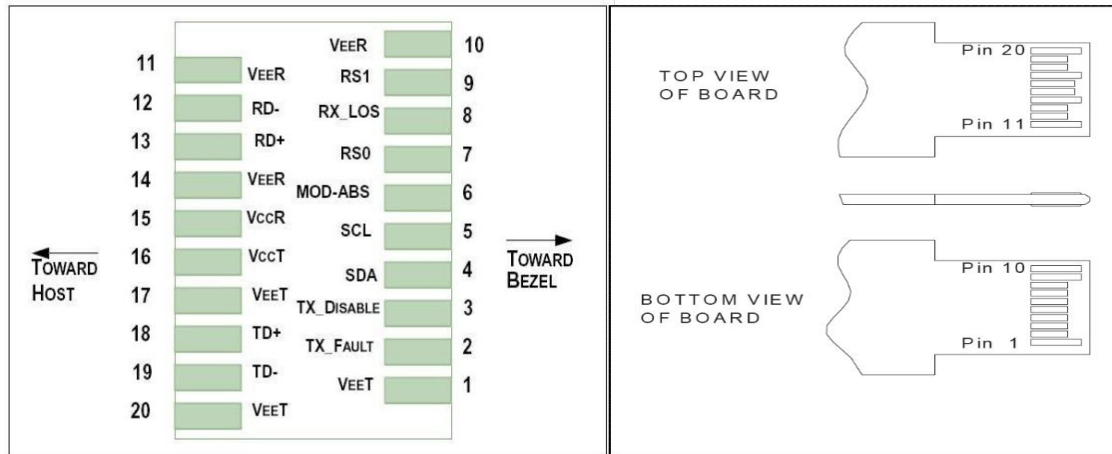 VEER 10
11 VEER
RS1 9
12 RD-
RX_LOS 8
13 RD+
RS0 7
14 VEER
MOD-ABS 6
15 VCCR
SCL 5
16 VCCT
SDA 4
17 VEET
TX_DISABLE 3
18 TD+
TX_FAULT 2
19 TD-
VEET 1
20 VEET
TOWARD
HOST
TOWARD
BEZEL
TOP VIEW
OF BOARD
Pin 20
Pin 11
BOTTOM VIEW
OF BOARD
Pin 10
Pin 1